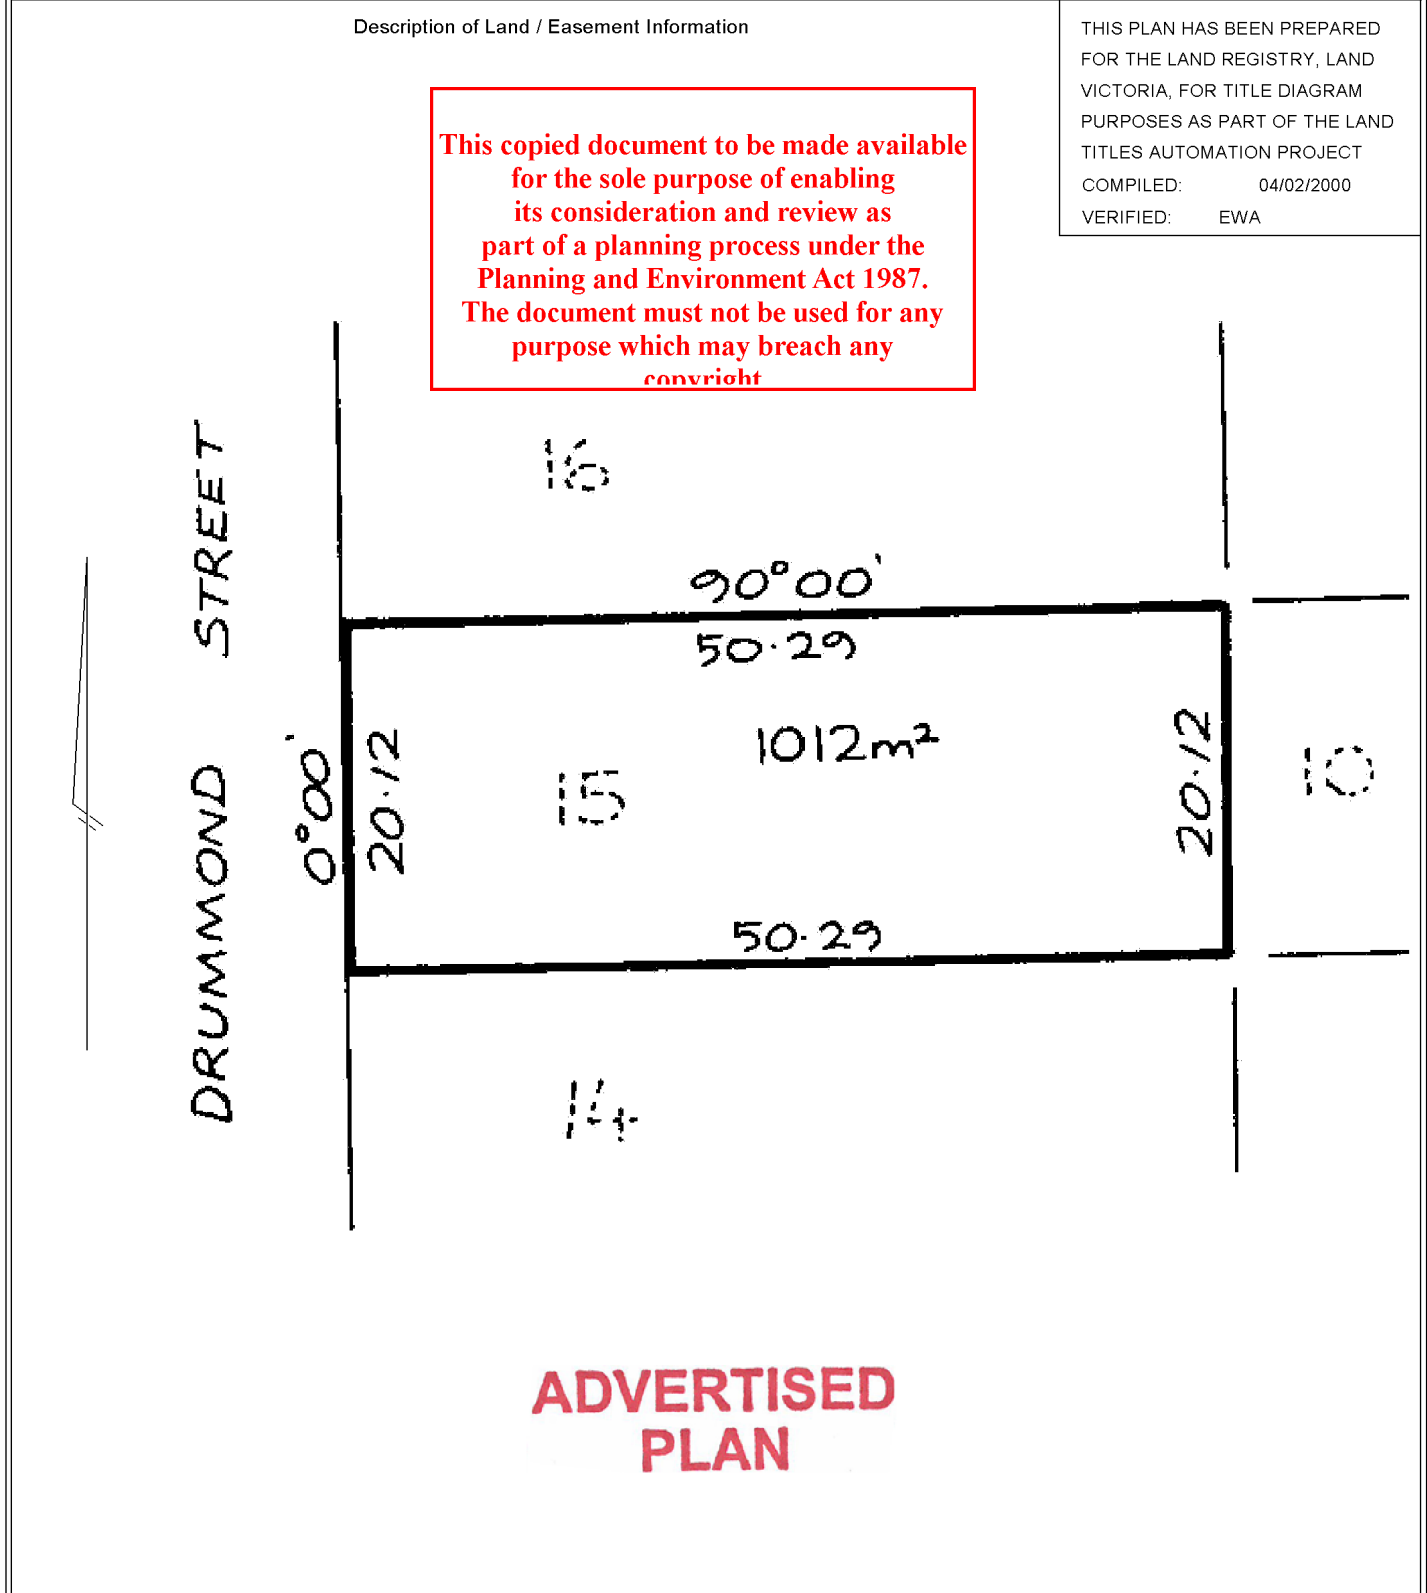 Description of Land / Easement Information
THIS PLAN HAS BEEN PREPARED
FOR THE LAND REGISTRY, LAND
VICTORIA, FOR TITLE DIAGRAM
PURPOSES AS PART OF THE LAND
TITLES AUTOMATION PROJECT
COMPILED: 04/02/2000
VERIFIED: EWA
This copied document to be made available
for the sole purpose of enabling
its consideration and review as
part of a planning process under the
Planning and Environment Act 1987.
The document must not be used for any
purpose which may breach any
copyright
16
90°00'
50.29
DRUMMOND STREET
0°00'
20.12
1012m²
15
20.12
10
50.29
14
ADVERTISED
PLAN